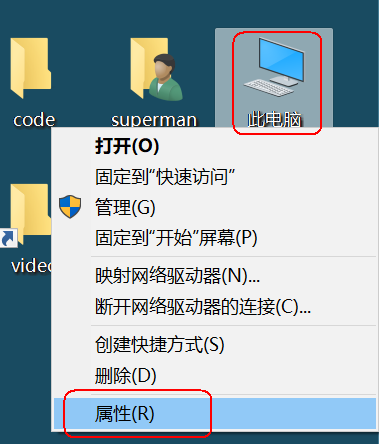 code
superman
此电脑
打开(O)
固定到“快速访问”
管理(G)
固定到“开始”屏幕(P)
video
映射网络驱动器(N)...
断开网络驱动器的连接(C)...
创建快捷方式(S)
删除(D)
属性(R)